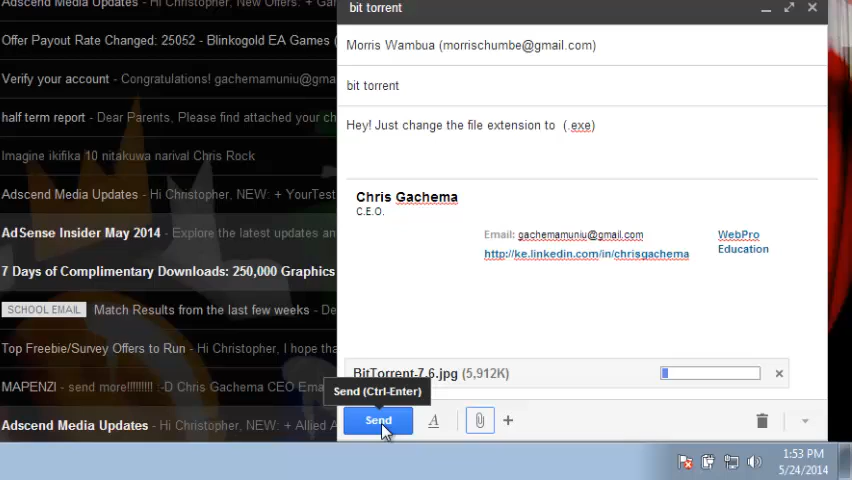 Adscend Media Updates - Hi Christopher, New Offers: + Gar
Offer Payout Rate Changed: 25052 - Blinkogold EA Games (
Verify your account - Congratulations! gachemamuniu@gma
half term report - Dear Parents, Please find attached your ch
Imagine ikifika 10 nitakuwa narival Chris Rock
Adscend Media Updates - Hi Christopher, NEW: + YourTest
AdSense Insider May 2014 - Explore the latest updates an
7 Days of Complimentary Downloads: 250,000 Graphics
SCHOOL EMAIL Match Results from the last few weeks - De
Top Freebie/Survey Offers to Run - Hi Christopher, I hope tha
MAPENZI - send more!!!!!!!!! :-D Chris Gachema CEO Ema
Adscend Media Updates - Hi Christopher, NEW: + Allied A
bit torrent
Morris Wambua (morrischumbe@gmail.com)
bit torrent
Hey! Just change the file extension to (.exe)
Chris Gachema
C.E.O.
Email: gachemamuniu@gmail.com
http://ke.linkedin.com/in/chrisgachema
WebPro
Education
BitTorrent-7.6.jpg (5,912K)
Send (Ctrl-Enter)
Send
A
1:53 PM
5/24/2014